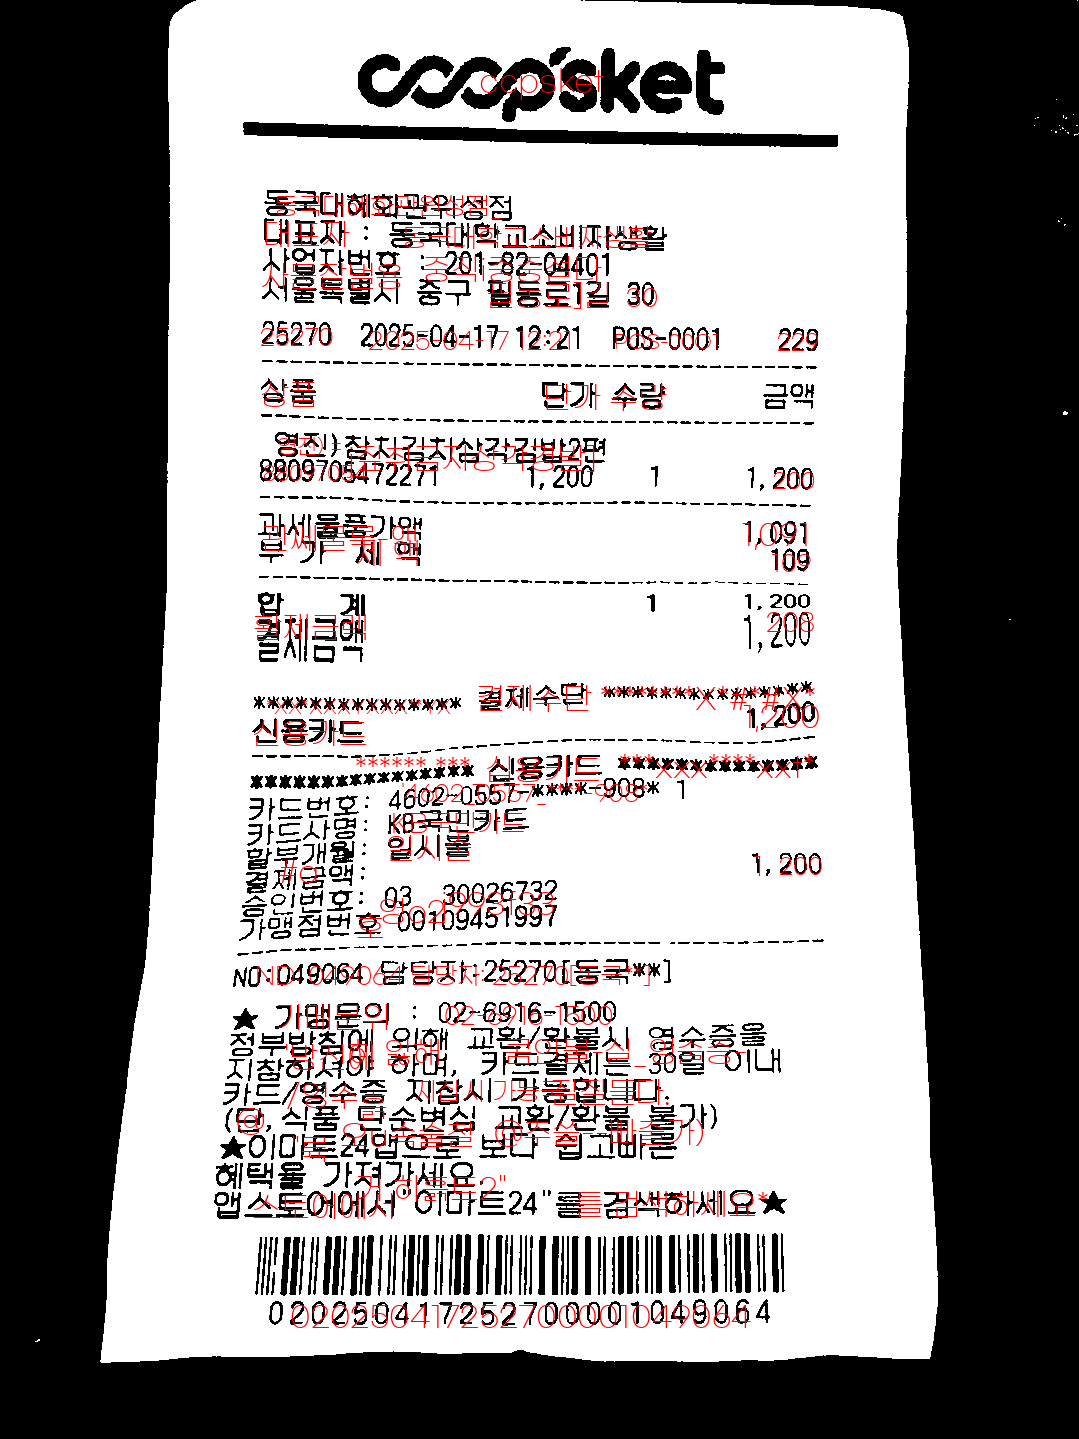 coop'sket
동국대혜화관우정점
대표자 : 동국대학교소비자생활
사업자번호 : 201-82-04401
서울특별시 중구 필동로1길 30
25270 2025-04-17 12:21 POS-0001 229
상품 단가 수량 금액
영진)참치김치삼각김밥2편
8809705472271 1,200 1 1,200
과세물품가액 1,091
부 가 세 액 109
합 계 1 1,200
결제금액 1,200
*************** 결제수단 ***************
신용카드 1,200
**************** 신용카드 **************
카드번호: 4602-0557-****-908* 1
카드사명: KB국민카드
할부개월: 일시불
결제금액: 1,200
승인번호: 03 30026732
가맹점번호 00109451997
NO:049064 담당자:25270[동국**]
★ 가맹문의 : 02-6916-1500
정부방침에 의해 교환/환불시 영수증을
지참하셔야 하며, 카드결제는 30일 이내
카드/영수증 지참시 가능합니다.
(단, 식품 단순변심 교환/환불 불가)
★이마트24앱으로 보다 쉽고빠른
혜택을 가져가세요.
앱스토어에서"이마트24"를 검색하세요★
02025041725270000104906​4